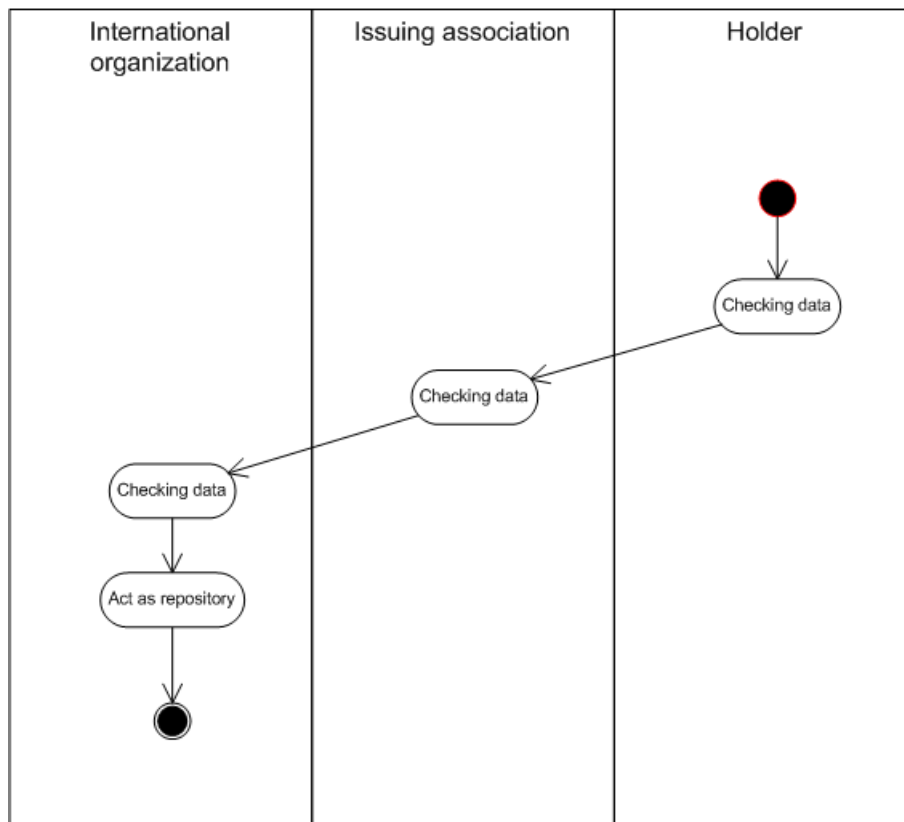 International
organization
Issuing association
Holder
Checking data
Checking data
Checking data
Act as repository